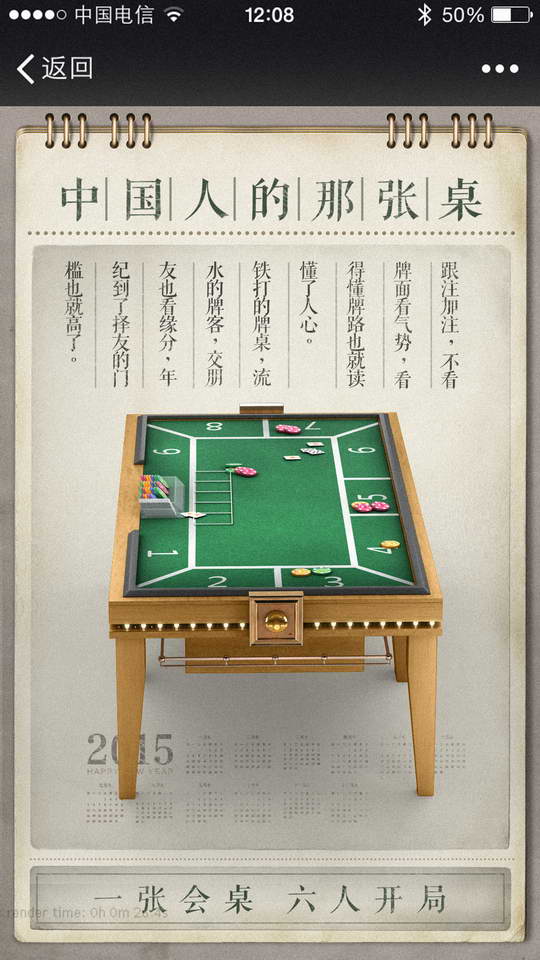 中国电信
12:08
50%
返回
中国人的那张桌
跟注加注，不看
牌面看气势，看
得懂牌路也就读
懂了人心。
铁打的牌桌，流
水的牌客，交朋
友也看缘分，年
纪到了择友的门
槛也就高了。
8 7
9 6
5
4
1
2 3
2015
HAPPY NEW YEAR
一张会桌 六人开局
render time: 0h 0m